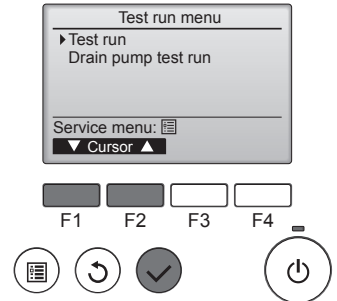 Test run menu
Test run
Drain pump test run
Service menu:
▼ Cursor ▲
F1 F2 F3 F4